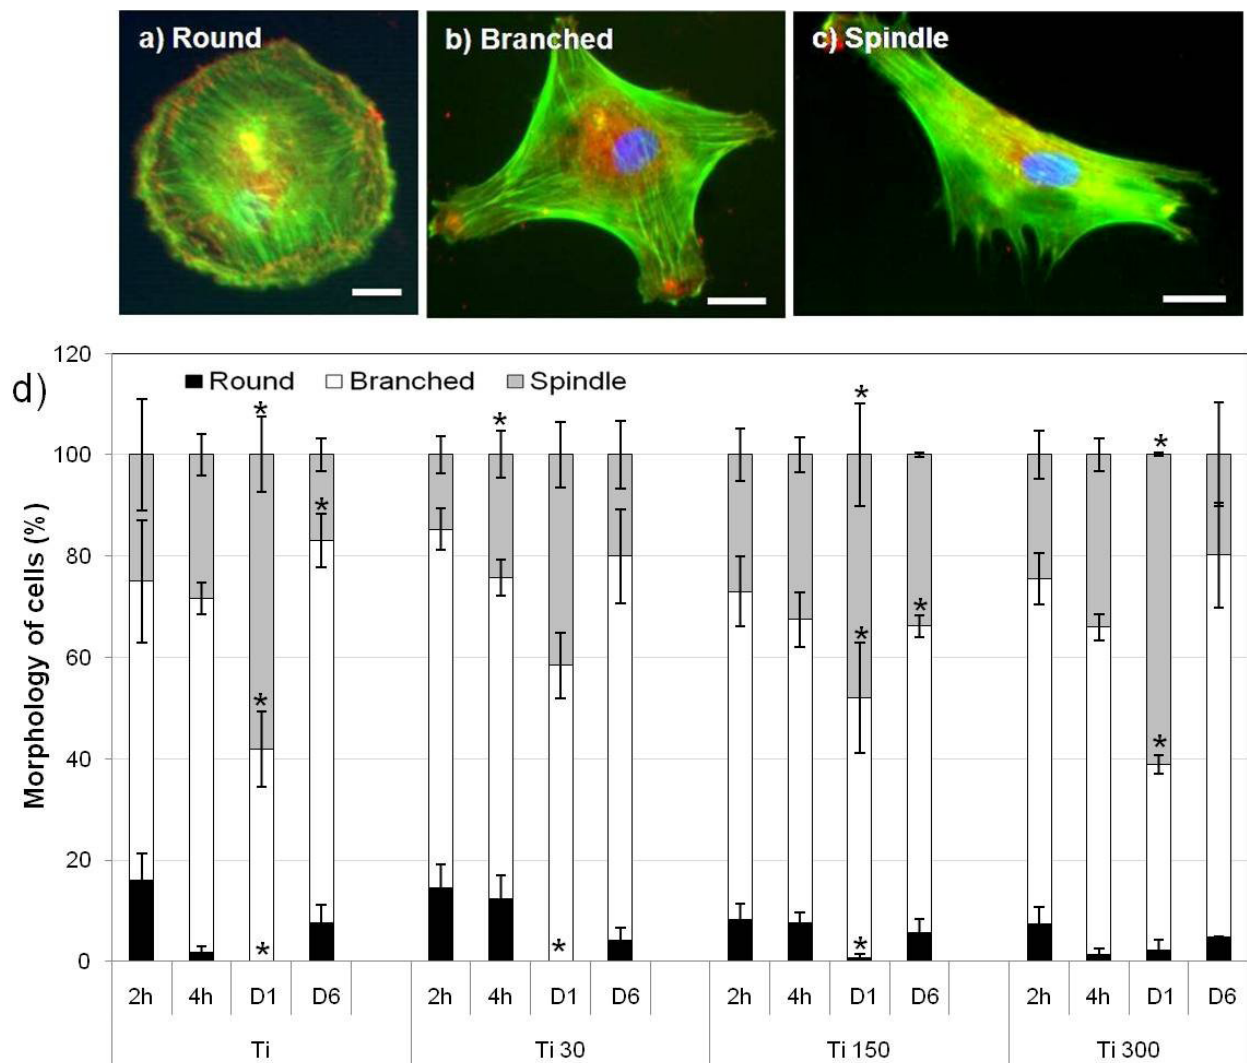 a) Round
b) Branched
c) Spindle
d)
Round Branched Spindle
Morphology of cells (%)
120
100
80
60
40
20
0
* * * * * * * * * * * *
2h 4h D1 D6 2h 4h D1 D6 2h 4h D1 D6 2h 4h D1 D6
Ti Ti 30 Ti 150 Ti 300